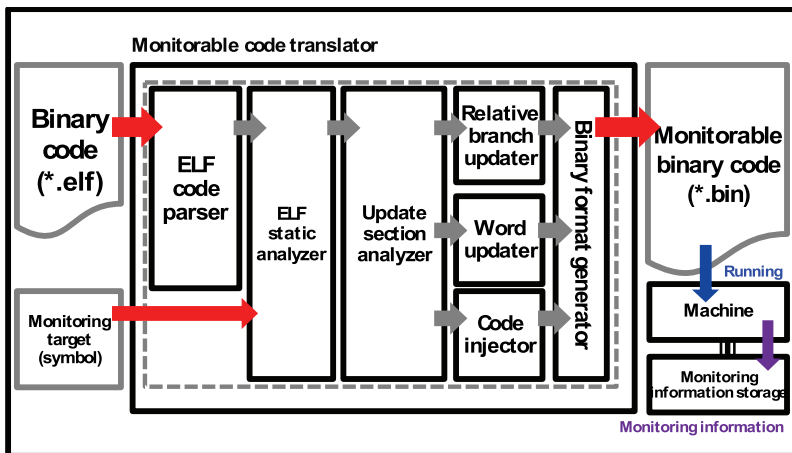 Monitorable code translator
Binary
code
(*.elf)
Monitoring
target
(symbol)
ELF
code
parser
ELF
static
analyzer
Update
section
analyzer
Relative
branch
updater
Word
updater
Code
injector
Binary format generator
Monitorable
binary code
(*.bin)
Running
Machine
Monitoring
information storage
Monitoring information